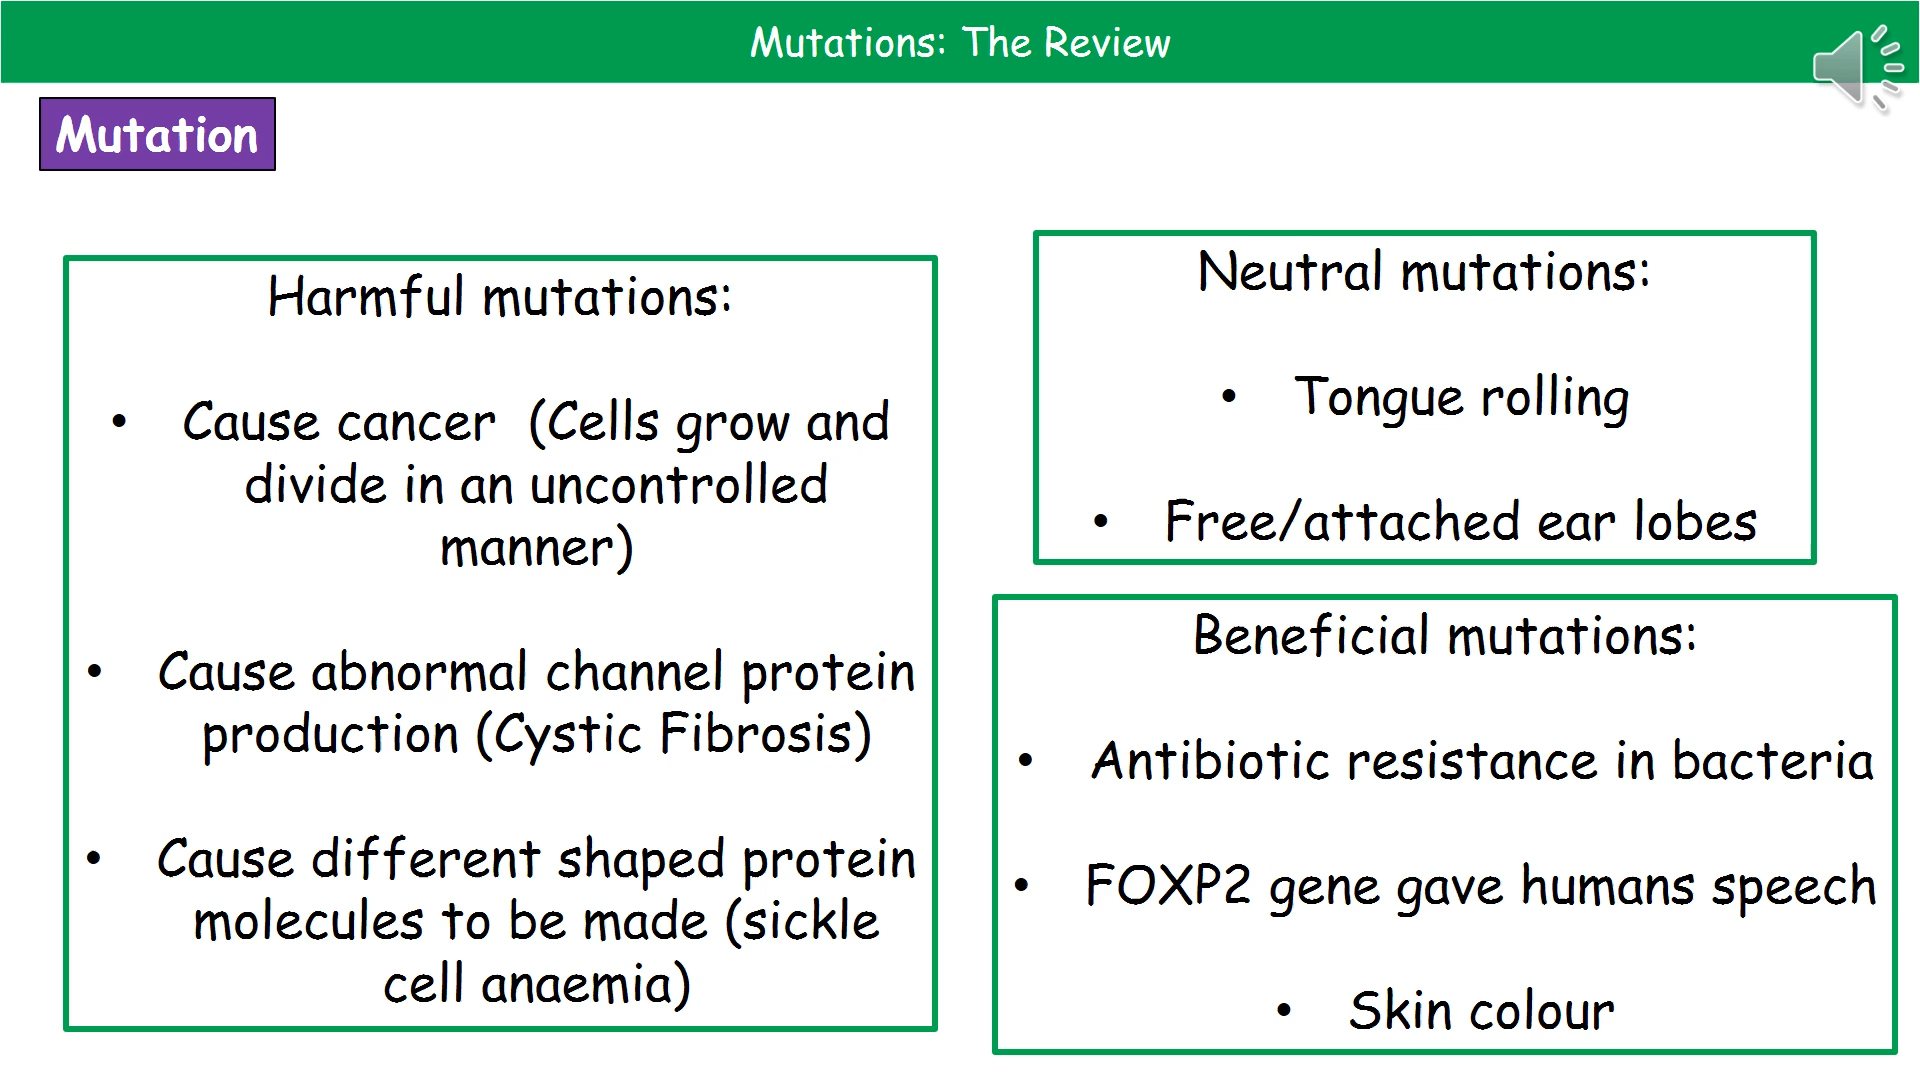 Mutations: The Review
Mutation
Harmful mutations:
• Cause cancer  (Cells grow and
divide in an uncontrolled
manner)
• Cause abnormal channel protein
production (Cystic Fibrosis)
• Cause different shaped protein
molecules to be made (sickle
cell anaemia)
Neutral mutations:
• Tongue rolling
• Free/attached ear lobes
Beneficial mutations:
• Antibiotic resistance in bacteria
• FOXP2 gene gave humans speech
• Skin colour